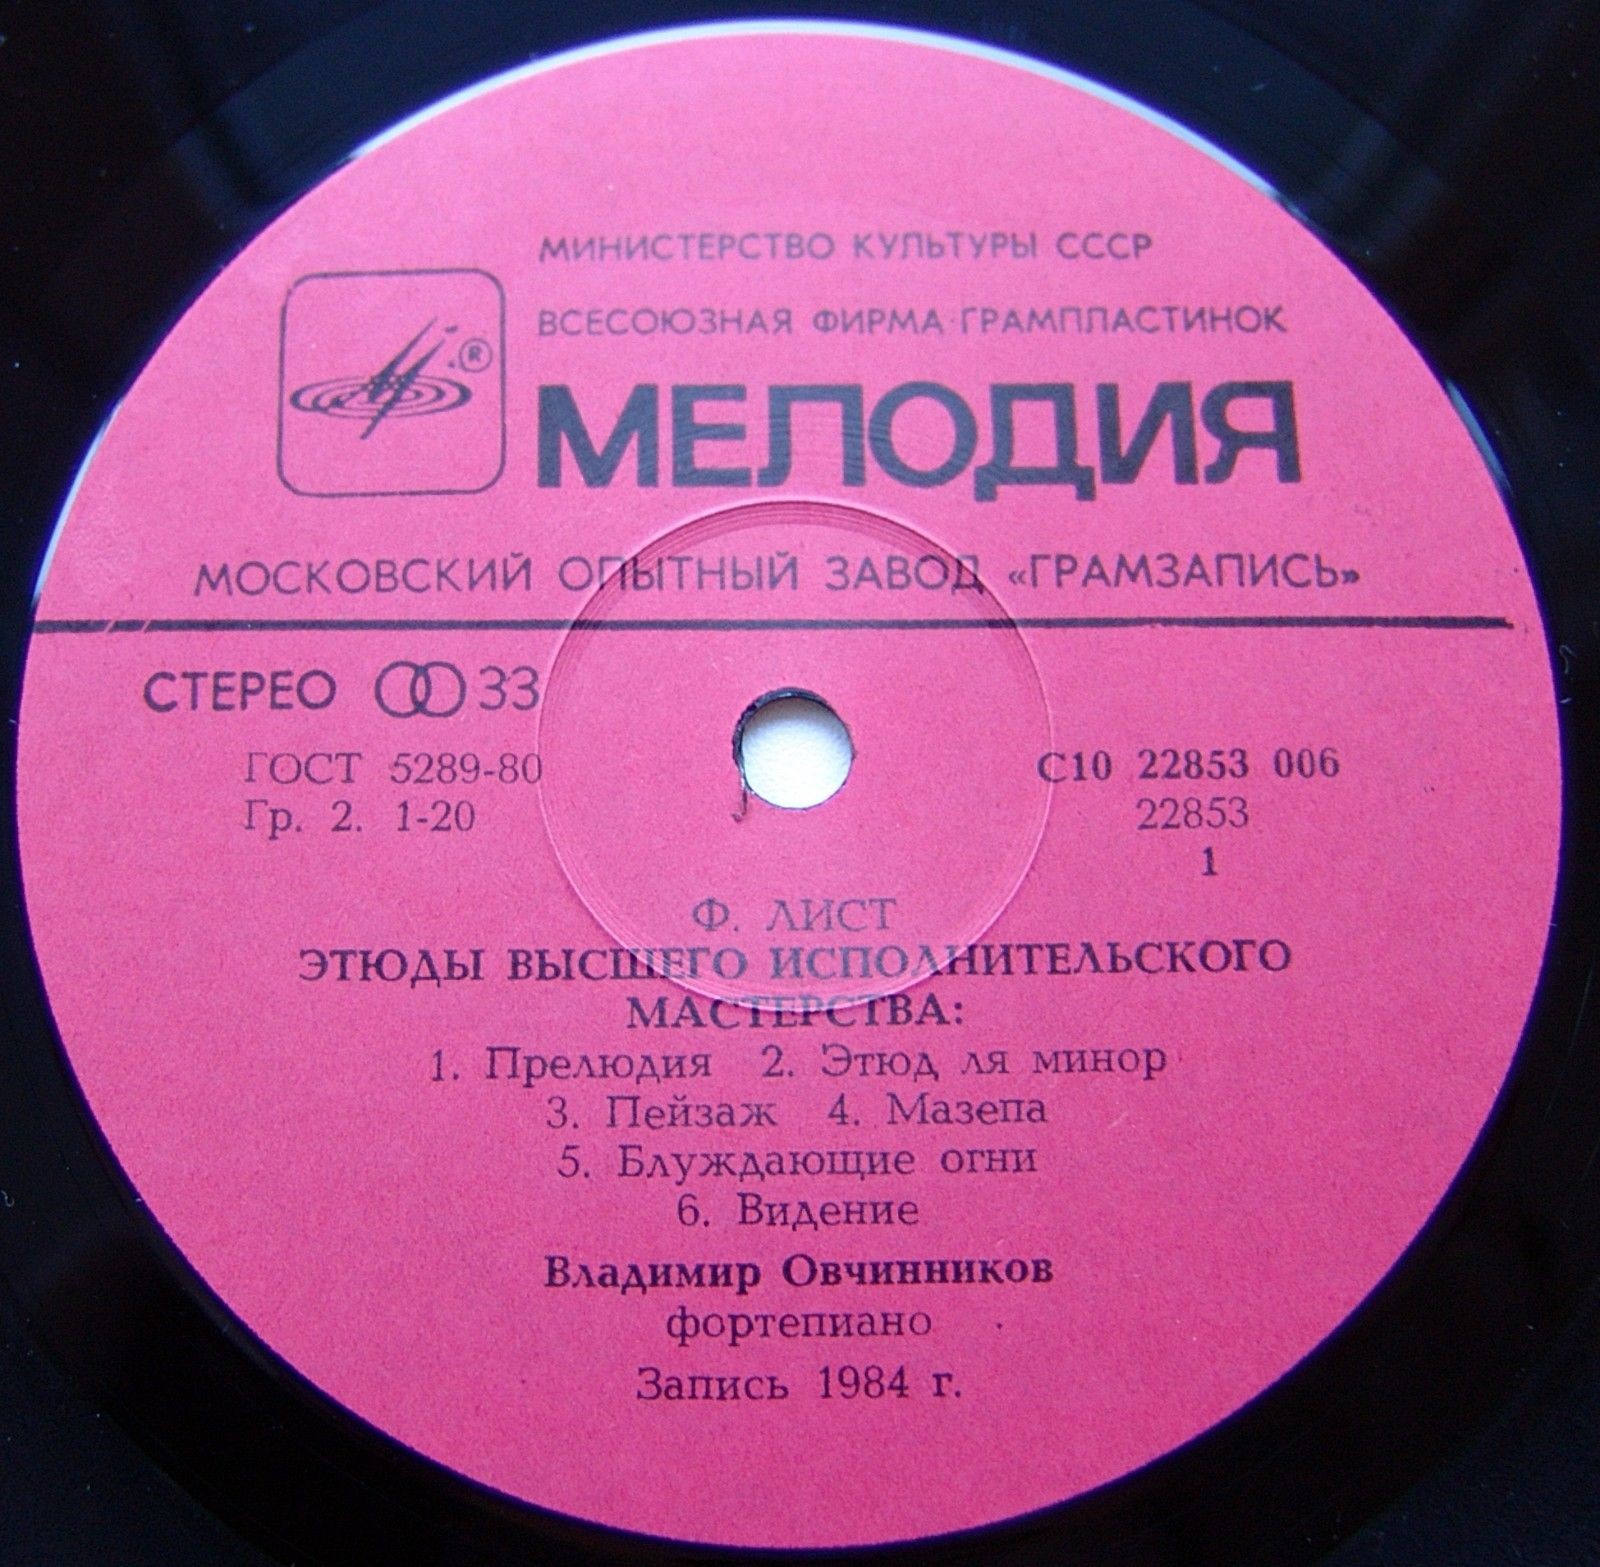 МИНИСТЕРСТВО КУЛЬТУРЫ СССР
ВСЕСОЮЗНАЯ ФИРМА ГРАМПЛАСТИНОК
®
МЕЛОДИЯ
МОСКОВСКИЙ ОПЫТНЫЙ ЗАВОД «ГРАМЗАПИСЬ»
СТЕРЕО 33
ГОСТ 5289-80
С10 22853 006
Гр. 2. 1-20
22853
1
Ф. ЛИСТ
ЭТЮДЫ ВЫСШЕГО ИСПОЛНИТЕЛЬСКОГО
МАСТЕРСТВА:
1. Прелюдия 2. Этюд ля минор
3. Пейзаж 4. Мазепа
5. Блуждающие огни
6. Видение
Владимир Овчинников
фортепиано
Запись 1984 г.